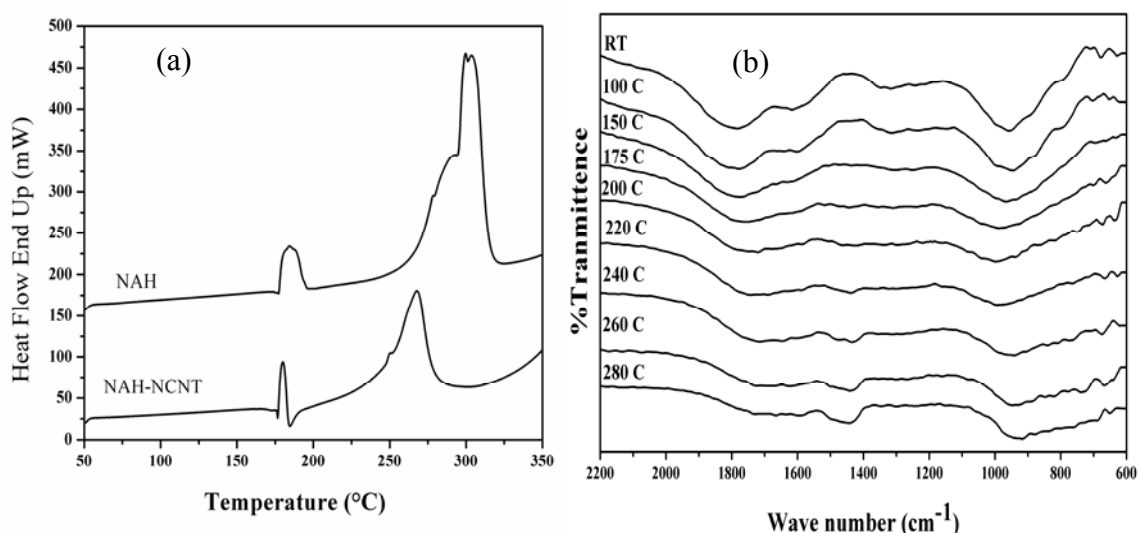 (a)
Heat Flow End Up (mW)
500
450
400
350
300
250
200
150
100
50
0
NAH
NAH-NCNT
50 100 150 200 250 300 350
Temperature (°C)
(b)
%Tranmittence
RT
100 C
150 C
175 C
200 C
220 C
240 C
260 C
280 C
2200 2000 1800 1600 1400 1200 1000 800 600
Wave number (cm⁻¹)